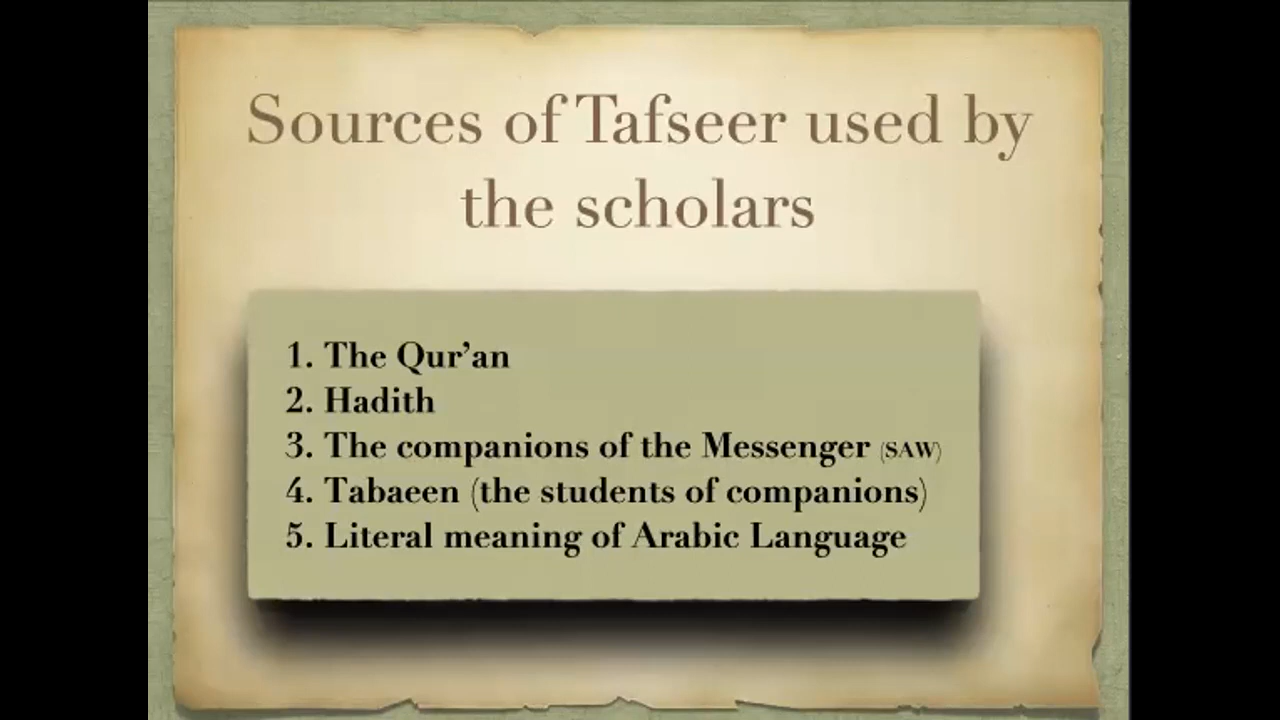 Sources of Tafseer used by
the scholars
1. The Qur’an
2. Hadith
3. The companions of the Messenger (SAW)
4. Tabaeen (the students of companions)
5. Literal meaning of Arabic Language